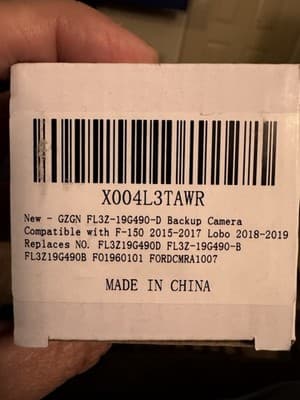 X004L3TAWR
New - GZGN FL3Z-19G490-D Backup Camera
Compatible with F-150 2015-2017 Lobo 2018-2019
Replaces NO. FL3Z19G490D FL3Z-19G490-B
FL3Z19G490B FO1960101 FORDCMRA1007
MADE IN CHINA